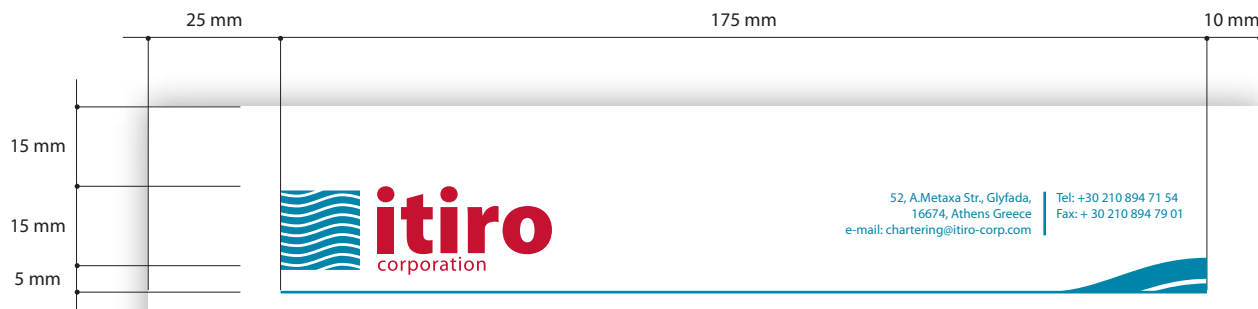 25 mm
175 mm
10 mm
15 mm
15 mm
5 mm
itiro
corporation
52, A.Metaxa Str., Glyfada,
16674, Athens Greece
e-mail: chartering@itiro-corp.com
Tel: +30 210 894 71 54
Fax: + 30 210 894 79 01